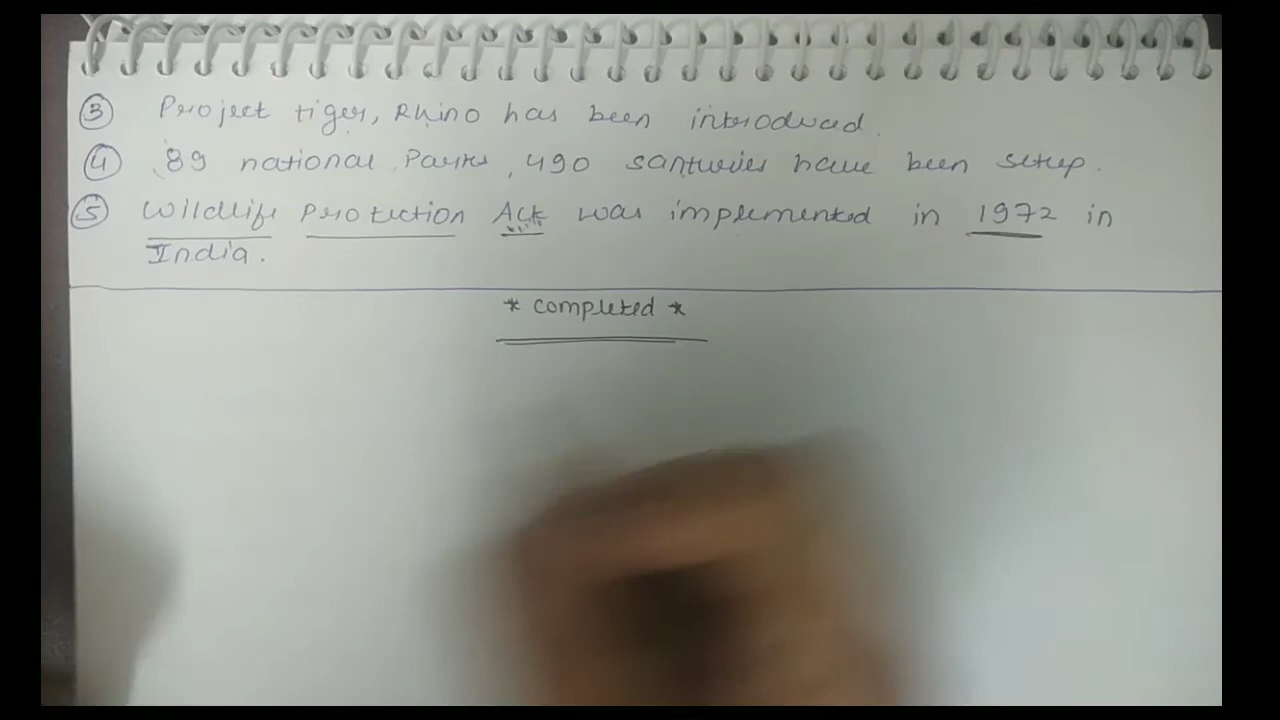 ③ Project tiger, Rhino has been introduced.
④ 89 national Parks, 490 santuries have been setup.
⑤ Wildlife Protection Act was implemented in 1972 in
India.
* completed *